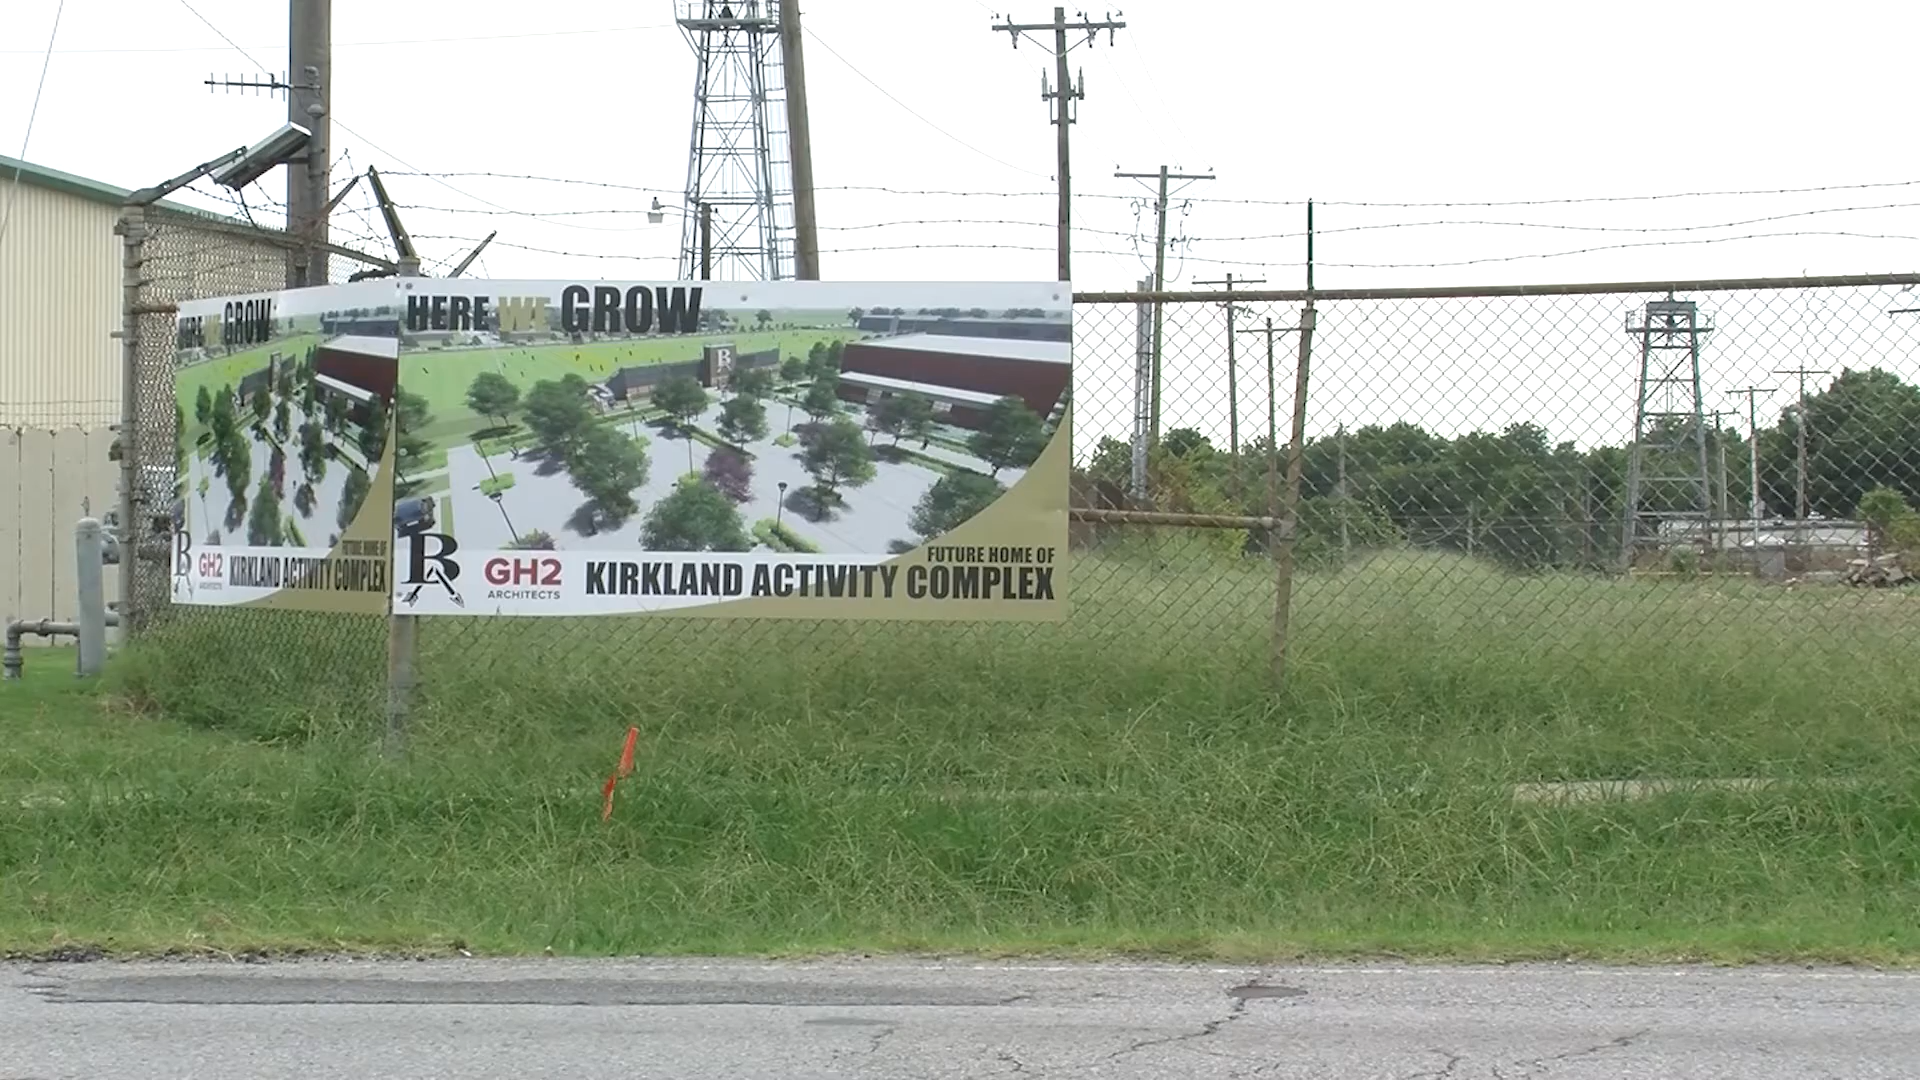 HERE WE GROW
FUTURE HOME OF
KIRKLAND ACTIVITY COMPLEX
B
GH2
ARCHITECTS
HERE WE GROW
B
FUTURE HOME OF
KIRKLAND ACTIVITY COMPLEX
B
GH2
ARCHITECTS